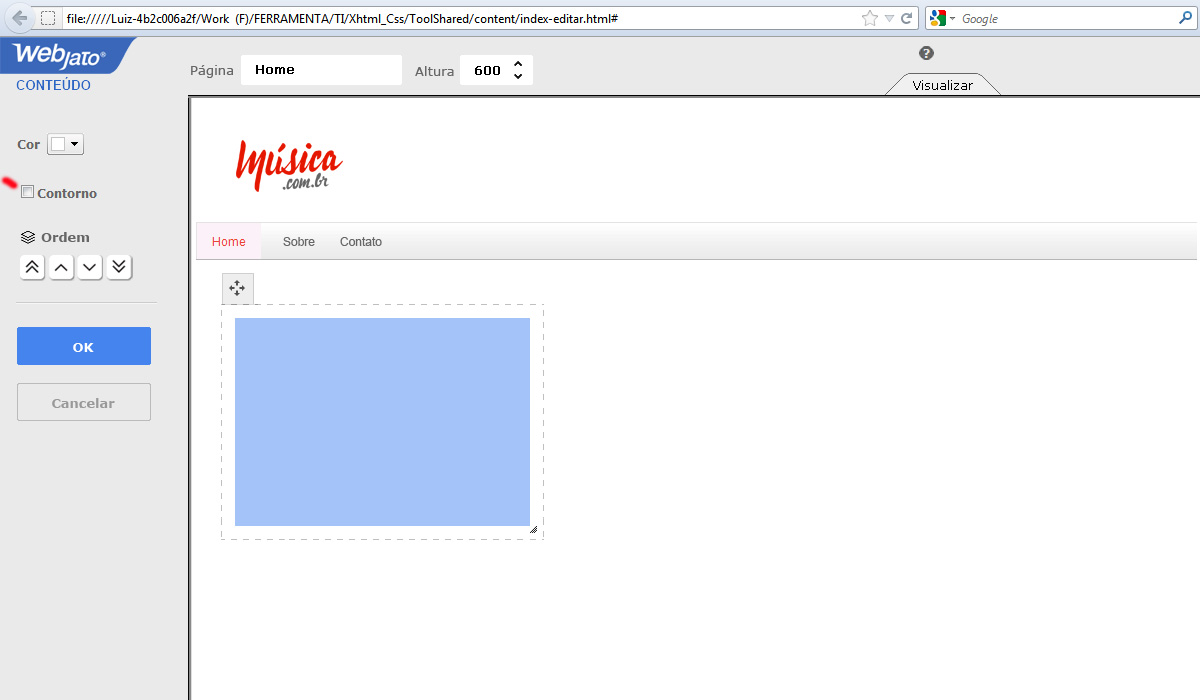 file://///Luiz-4b2c006a2f/Work (F)/FERRAMENTA/TI/Xhtml_Css/ToolShared/content/index-editar.html#
Google
WebJato®
CONTEÚDO
Página
Home
Altura
600
?
Visualizar
Cor
Contorno
Ordem
OK
Cancelar
Música
.com.br
Home
Sobre
Contato